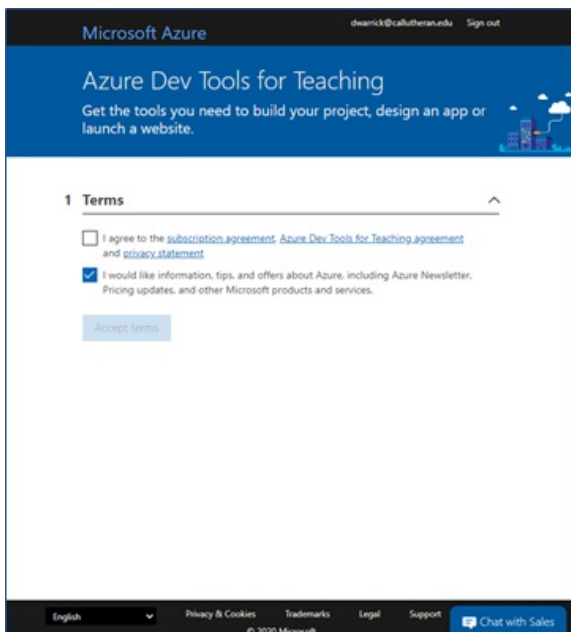 Microsoft Azure
dwarrick@callutheran.edu Sign out
Azure Dev Tools for Teaching
Get the tools you need to build your project, design an app or
launch a website.
1 Terms
I agree to the subscription agreement, Azure Dev Tools for Teaching agreement
and privacy statement
I would like information, tips, and offers about Azure, including Azure Newsletter,
Pricing updates, and other Microsoft products and services.
Accept terms
English Privacy & Cookies Trademarks Legal Support
© 2020 Microsoft
Chat with Sales